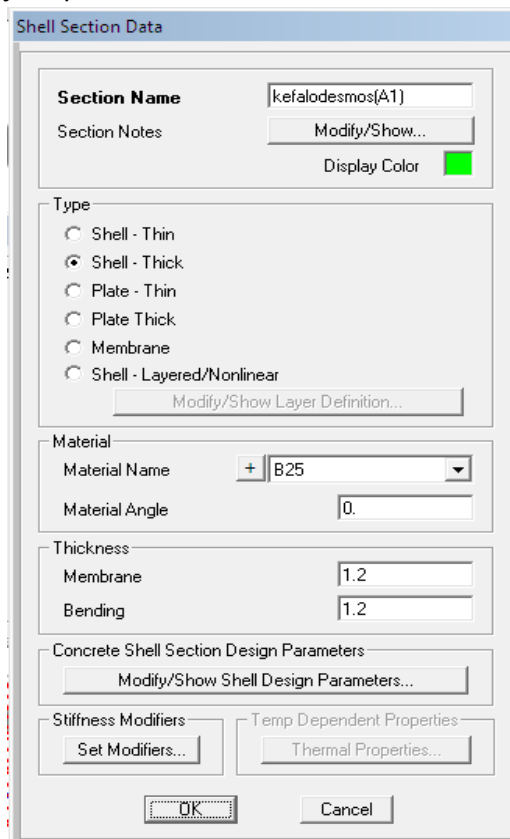 Shell Section Data
Section Name kefalodesmos(A1)
Section Notes Modify/Show...
Display Color
Type
Shell - Thin
Shell - Thick
Plate - Thin
Plate Thick
Membrane
Shell - Layered/Nonlinear
Modify/Show Layer Definition...
Material
Material Name + B25
Material Angle 0.
Thickness
Membrane 1.2
Bending 1.2
Concrete Shell Section Design Parameters
Modify/Show Shell Design Parameters...
Stiffness Modifiers Temp Dependent Properties
Set Modifiers... Thermal Properties...
OK Cancel